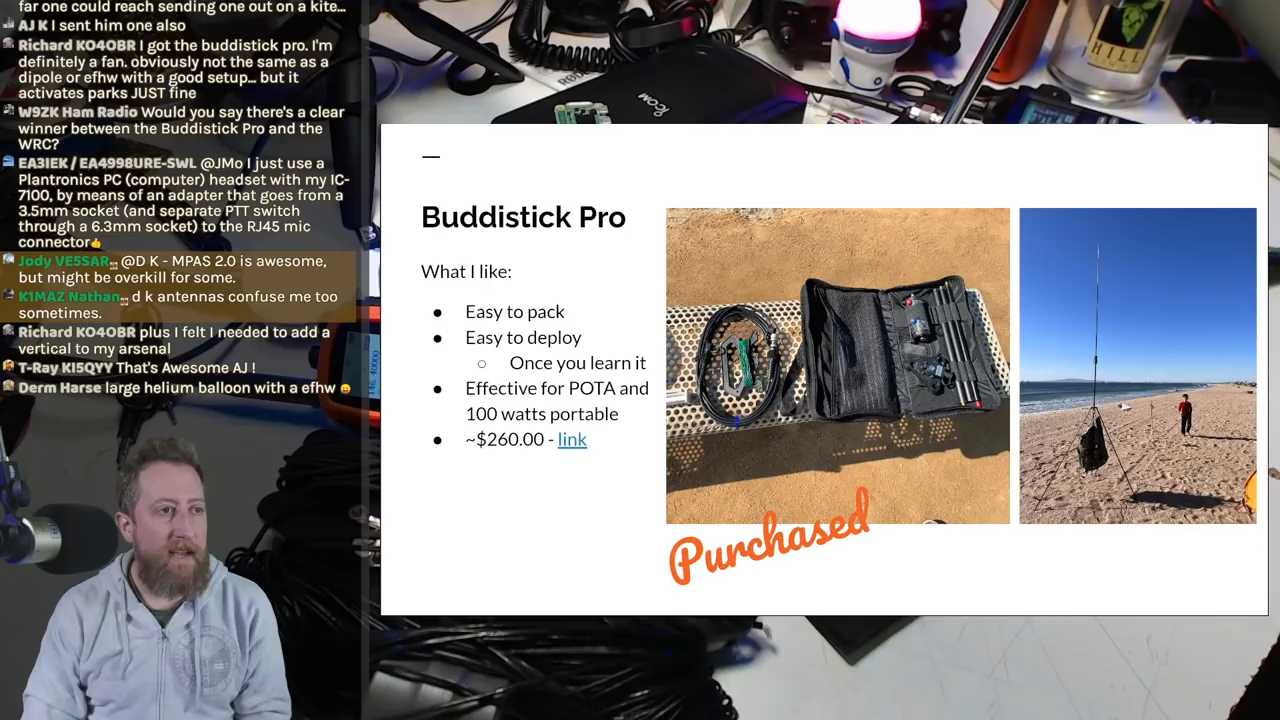 far one could reach sending one out on a kite...
AJ K I sent him one also
Richard KO4OBR I got the buddistick pro. I'm
definitely a fan. obviously not the same as a
dipole or efhw with a good setup... but it
activates parks JUST fine
W9ZK Ham Radio Would you say there's a clear
winner between the Buddistick Pro and the
WRC?
EA3IEK / EA4998URE-SWL @JMo I just use a
Plantronics PC (computer) headset with my IC-
7100, by means of an adapter that goes from a
3.5mm socket (and separate PTT switch
through a 6.3mm socket) to the RJ45 mic
connector👍
Jody VE5SAR @D K - MPAS 2.0 is awesome,
but might be overkill for some.
K1MAZ Nathan d k antennas confuse me too
sometimes.
Richard KO4OBR plus I felt I needed to add a
vertical to my arsenal
T-Ray KI5QYY That's Awesome AJ !
Derm Harse large helium balloon with a efhw 😛
ICOM
HILL
Buddistick Pro
What I like:
● Easy to pack
● Easy to deploy
○ Once you learn it
● Effective for POTA and
100 watts portable
● ~$260.00 - link
Purchased